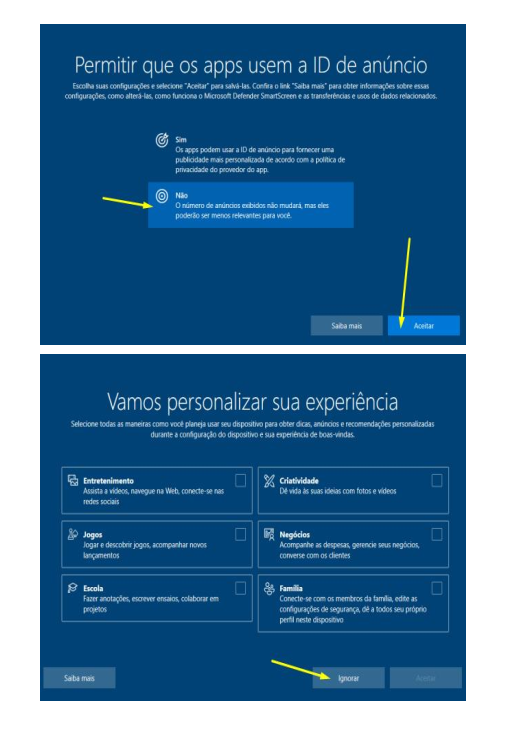 Permitir que os apps usem a ID de anúncio
Escolha suas configurações e selecione "Aceitar" para salvá-las. Confira o link "Saiba mais" para obter informações sobre essas
configurações, como alterá-las, como funciona o Microsoft Defender SmartScreen e as transferências e usos de dados relacionados.
Sim
Os apps podem usar a ID de anúncio para fornecer uma
publicidade mais personalizada de acordo com a política de
privacidade do provedor do app.
Não
O número de anúncios exibidos não mudará, mas eles
poderão ser menos relevantes para você.
Saiba mais
Aceitar
Vamos personalizar sua experiência
Selecione todas as maneiras como você planeja usar seu dispositivo para obter dicas, anúncios e recomendações personalizadas
durante a configuração do dispositivo e sua experiência de boas-vindas.
Entretenimento
Assista a vídeos, navegue na Web, conecte-se nas
redes sociais
Criatividade
Dê vida às suas ideias com fotos e vídeos
Jogos
Jogar e descobrir jogos, acompanhar novos
lançamentos
Negócios
Acompanhe as despesas, gerencie seus negócios,
converse com os clientes
Escola
Fazer anotações, escrever ensaios, colaborar em
projetos
Família
Conecte-se com os membros da família, edite as
configurações de segurança, dê a todos seu próprio
perfil neste dispositivo
Saiba mais
Ignorar
Aceitar